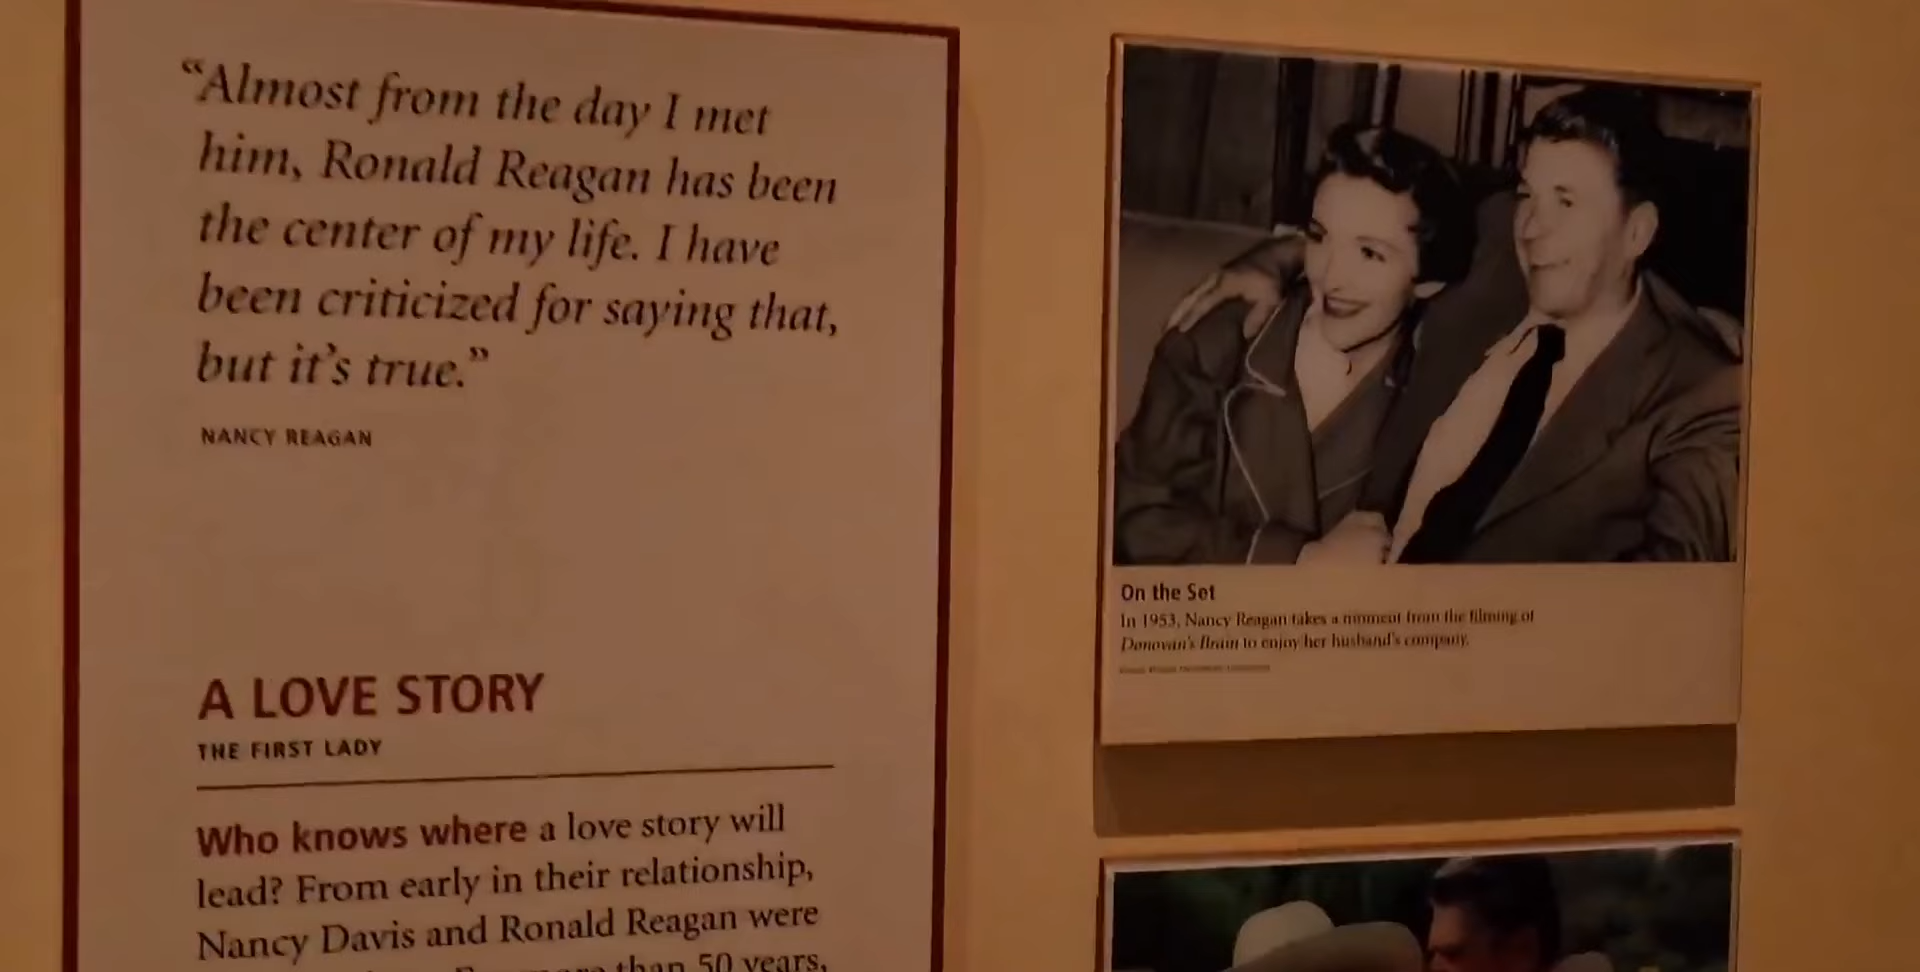 “Almost from the day I met
him, Ronald Reagan has been
the center of my life. I have
been criticized for saying that,
but it’s true.”
NANCY REAGAN
A LOVE STORY
THE FIRST LADY
Who knows where a love story will
lead? From early in their relationship,
Nancy Davis and Ronald Reagan were
than 50 years,
On the Set
In 1953, Nancy Reagan takes a moment from the filming of
Donovan's Brain to enjoy her husband's company.